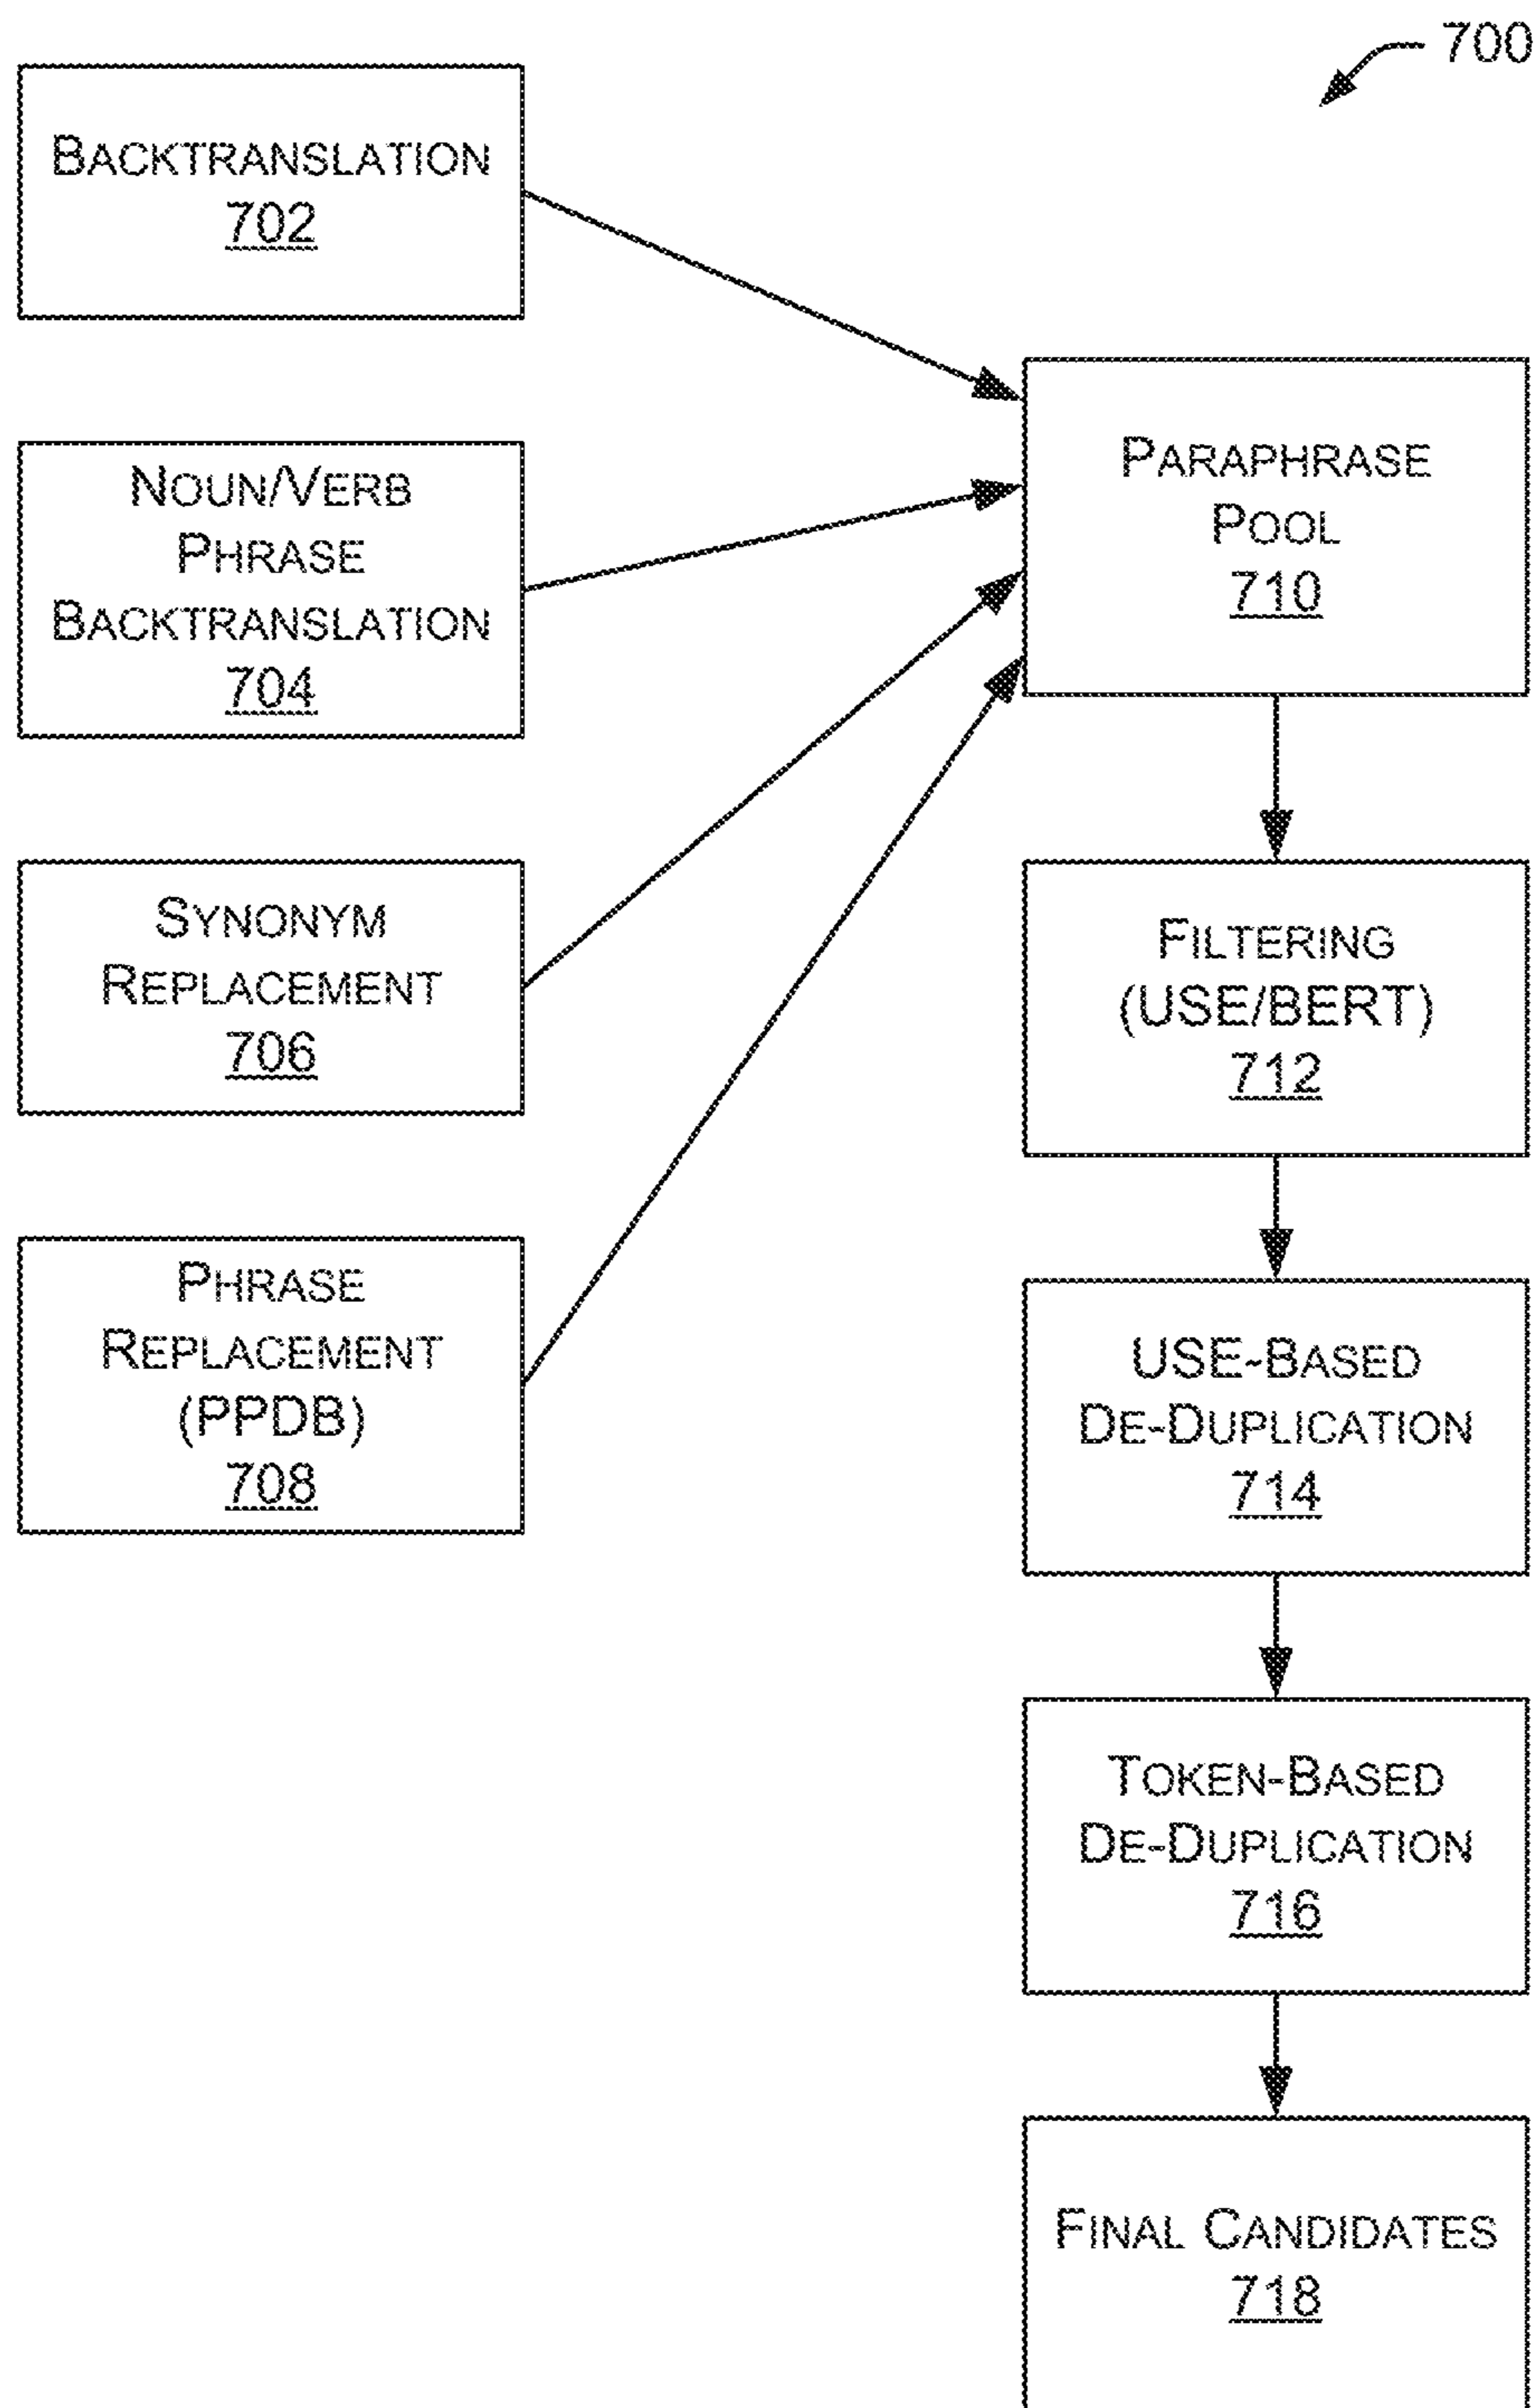 700
BACKTRANSLATION
702
NOUN/VERB
PHRASE
BACKTRANSLATION
704
SYNONYM
REPLACEMENT
706
PHRASE
REPLACEMENT
(PPDB)
708
PARAPHRASE
POOL
710
FILTERING
(USE/BERT)
712
USE-BASED
DE-DUPLICATION
714
TOKEN-BASED
DE-DUPLICATION
716
FINAL CANDIDATES
718